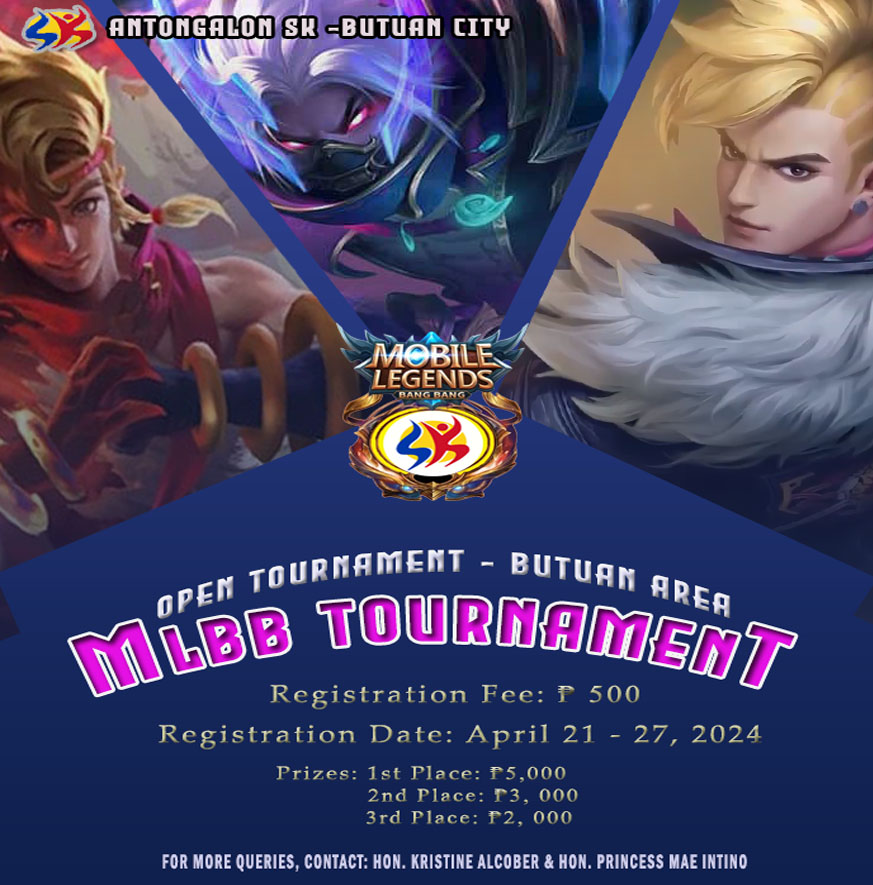 ANTONGALON SK -BUTUAN CITY
MOBILE
LEGENDS
BANG BANG
SK
OPEN TOURNAMENT - BUTUAN AREA
MLBB TOURNAMENT
Registration Fee: ₱ 500
Registration Date: April 21 - 27, 2024
Prizes: 1st Place: ₱5,000
2nd Place: ₱3, 000
3rd Place: ₱2, 000
FOR MORE QUERIES, CONTACT: HON. KRISTINE ALCOBER & HON. PRINCESS MAE INTINO